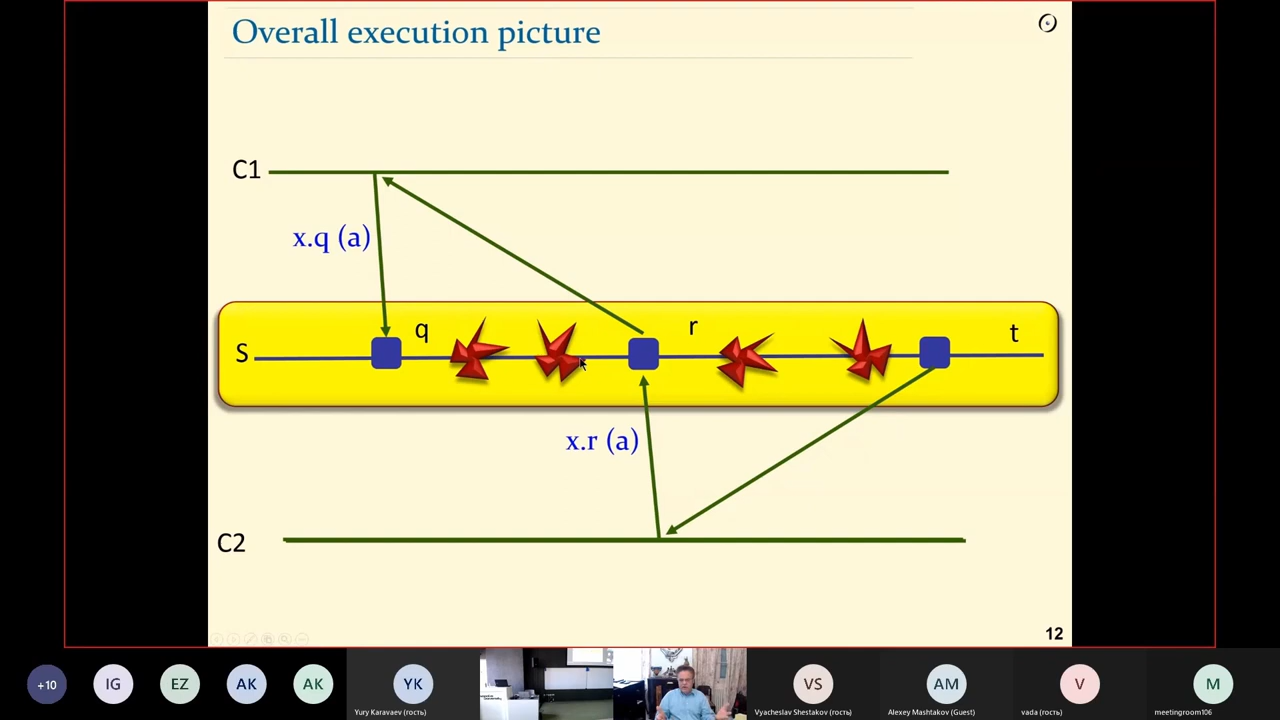 Overall execution picture
C1
x.q (a)
q
r
t
S
x.r (a)
C2
12
+10
IG
EZ
AK
AK
YK
VS
AM
V
M
Yury Karavaev (гость)
Vyacheslav Shestakov (гость)
Alexey Mashtakov (Guest)
vada (гость)
meetingroom106